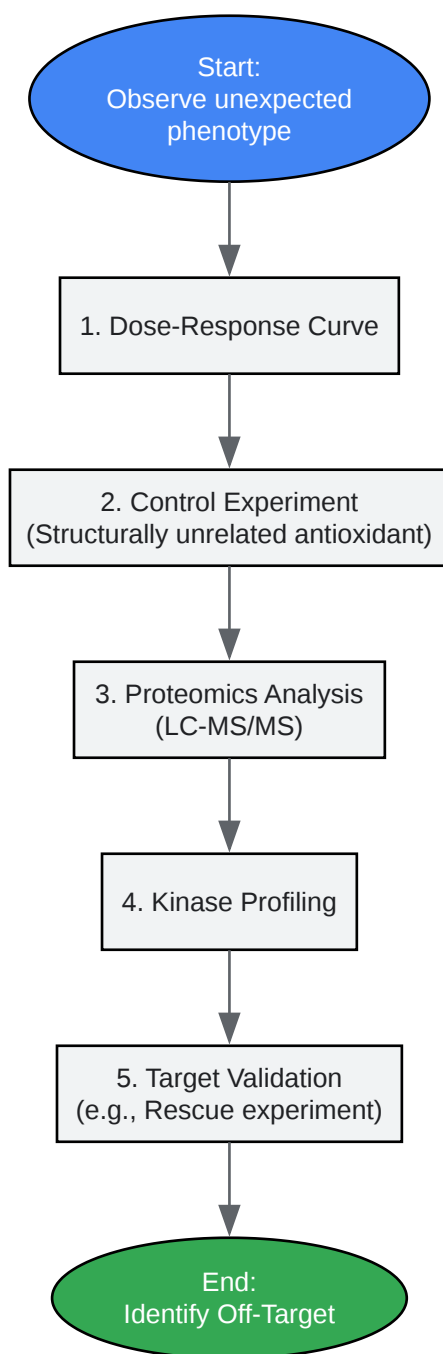 Start:
Observe unexpected
phenotype
1. Dose-Response Curve
2. Control Experiment
(Structurally unrelated antioxidant)
3. Proteomics Analysis
(LC-MS/MS)
4. Kinase Profiling
5. Target Validation
(e.g., Rescue experiment)
End:
Identify Off-Target